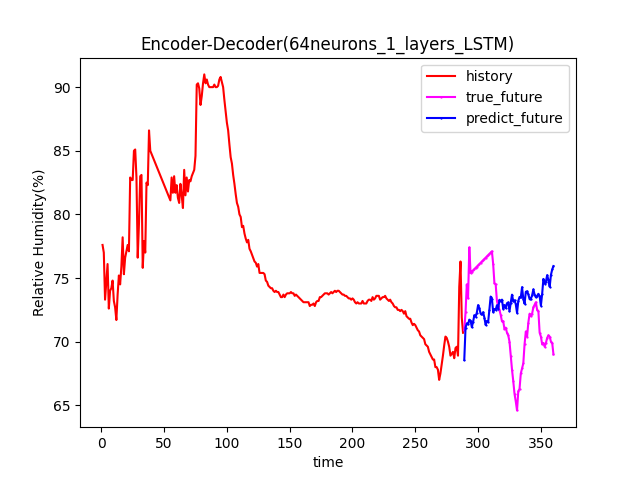 Encoder-Decoder(64neurons_1_layers_LSTM)
history
true_future
predict_future
Relative Humidity(%)
90
85
80
75
70
65
0 50 100 150 200 250 300 350
time